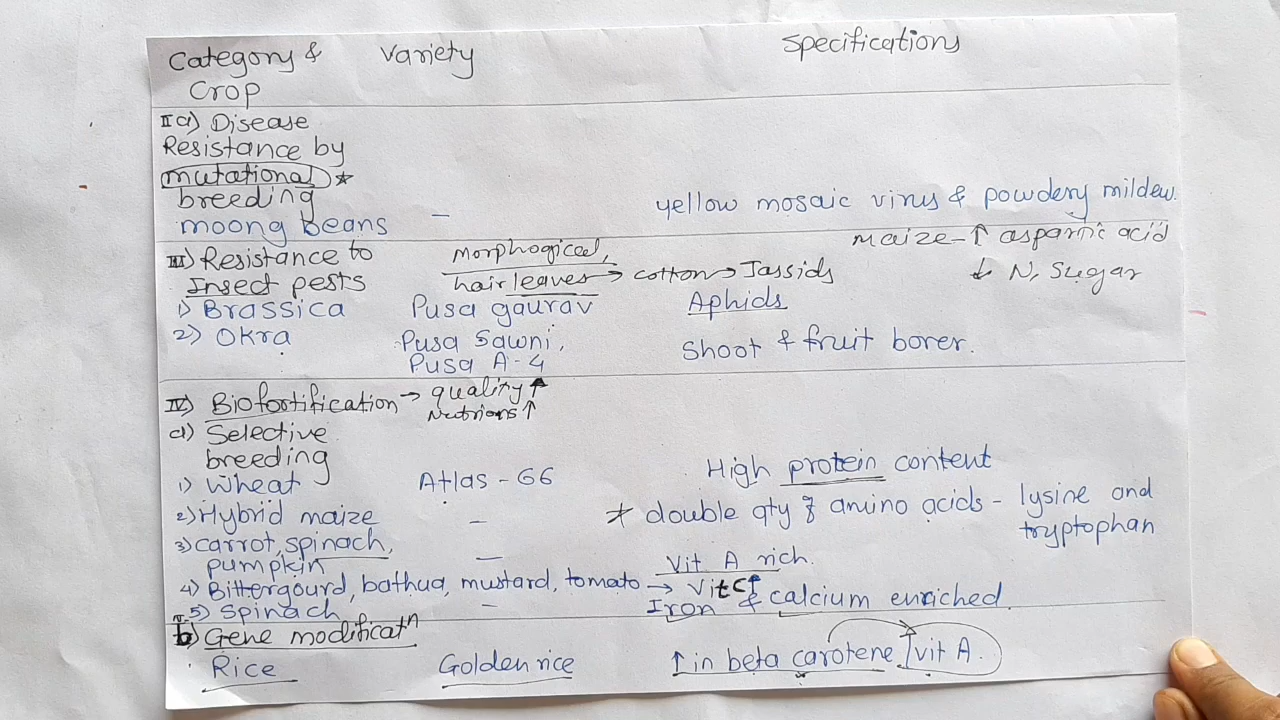 Category & Variety Specifications
Crop
II a) Disease
Resistance by
mutational *
breeding
moong beans - yellow mosaic virus & powdery mildew.
III) Resistance to Morphogical, maize - ↑ aspartic acid
Insect pests hair leaves → cotton → Jassids ↓ N, Sugar
1) Brassica Pusa gaurav Aphids
2) Okra Pusa Sawni, Shoot & fruit borer.
Pusa A-4
IV) Biofortification → quality ↑
Nutrions ↑
a) Selective
breeding
1) Wheat Atlas - 66 High protein content
2) Hybrid maize - * double qty of amino acids - lysine and
tryptophan
3) carrot, spinach, - Vit A rich.
pumpkin
4) Bittergourd, bathua, mustard, tomato → Vit C ↑
5) Spinach - Iron & calcium enriched.
b) Gene modificatn
Rice Golden rice ↑ in beta carotene / vit A.